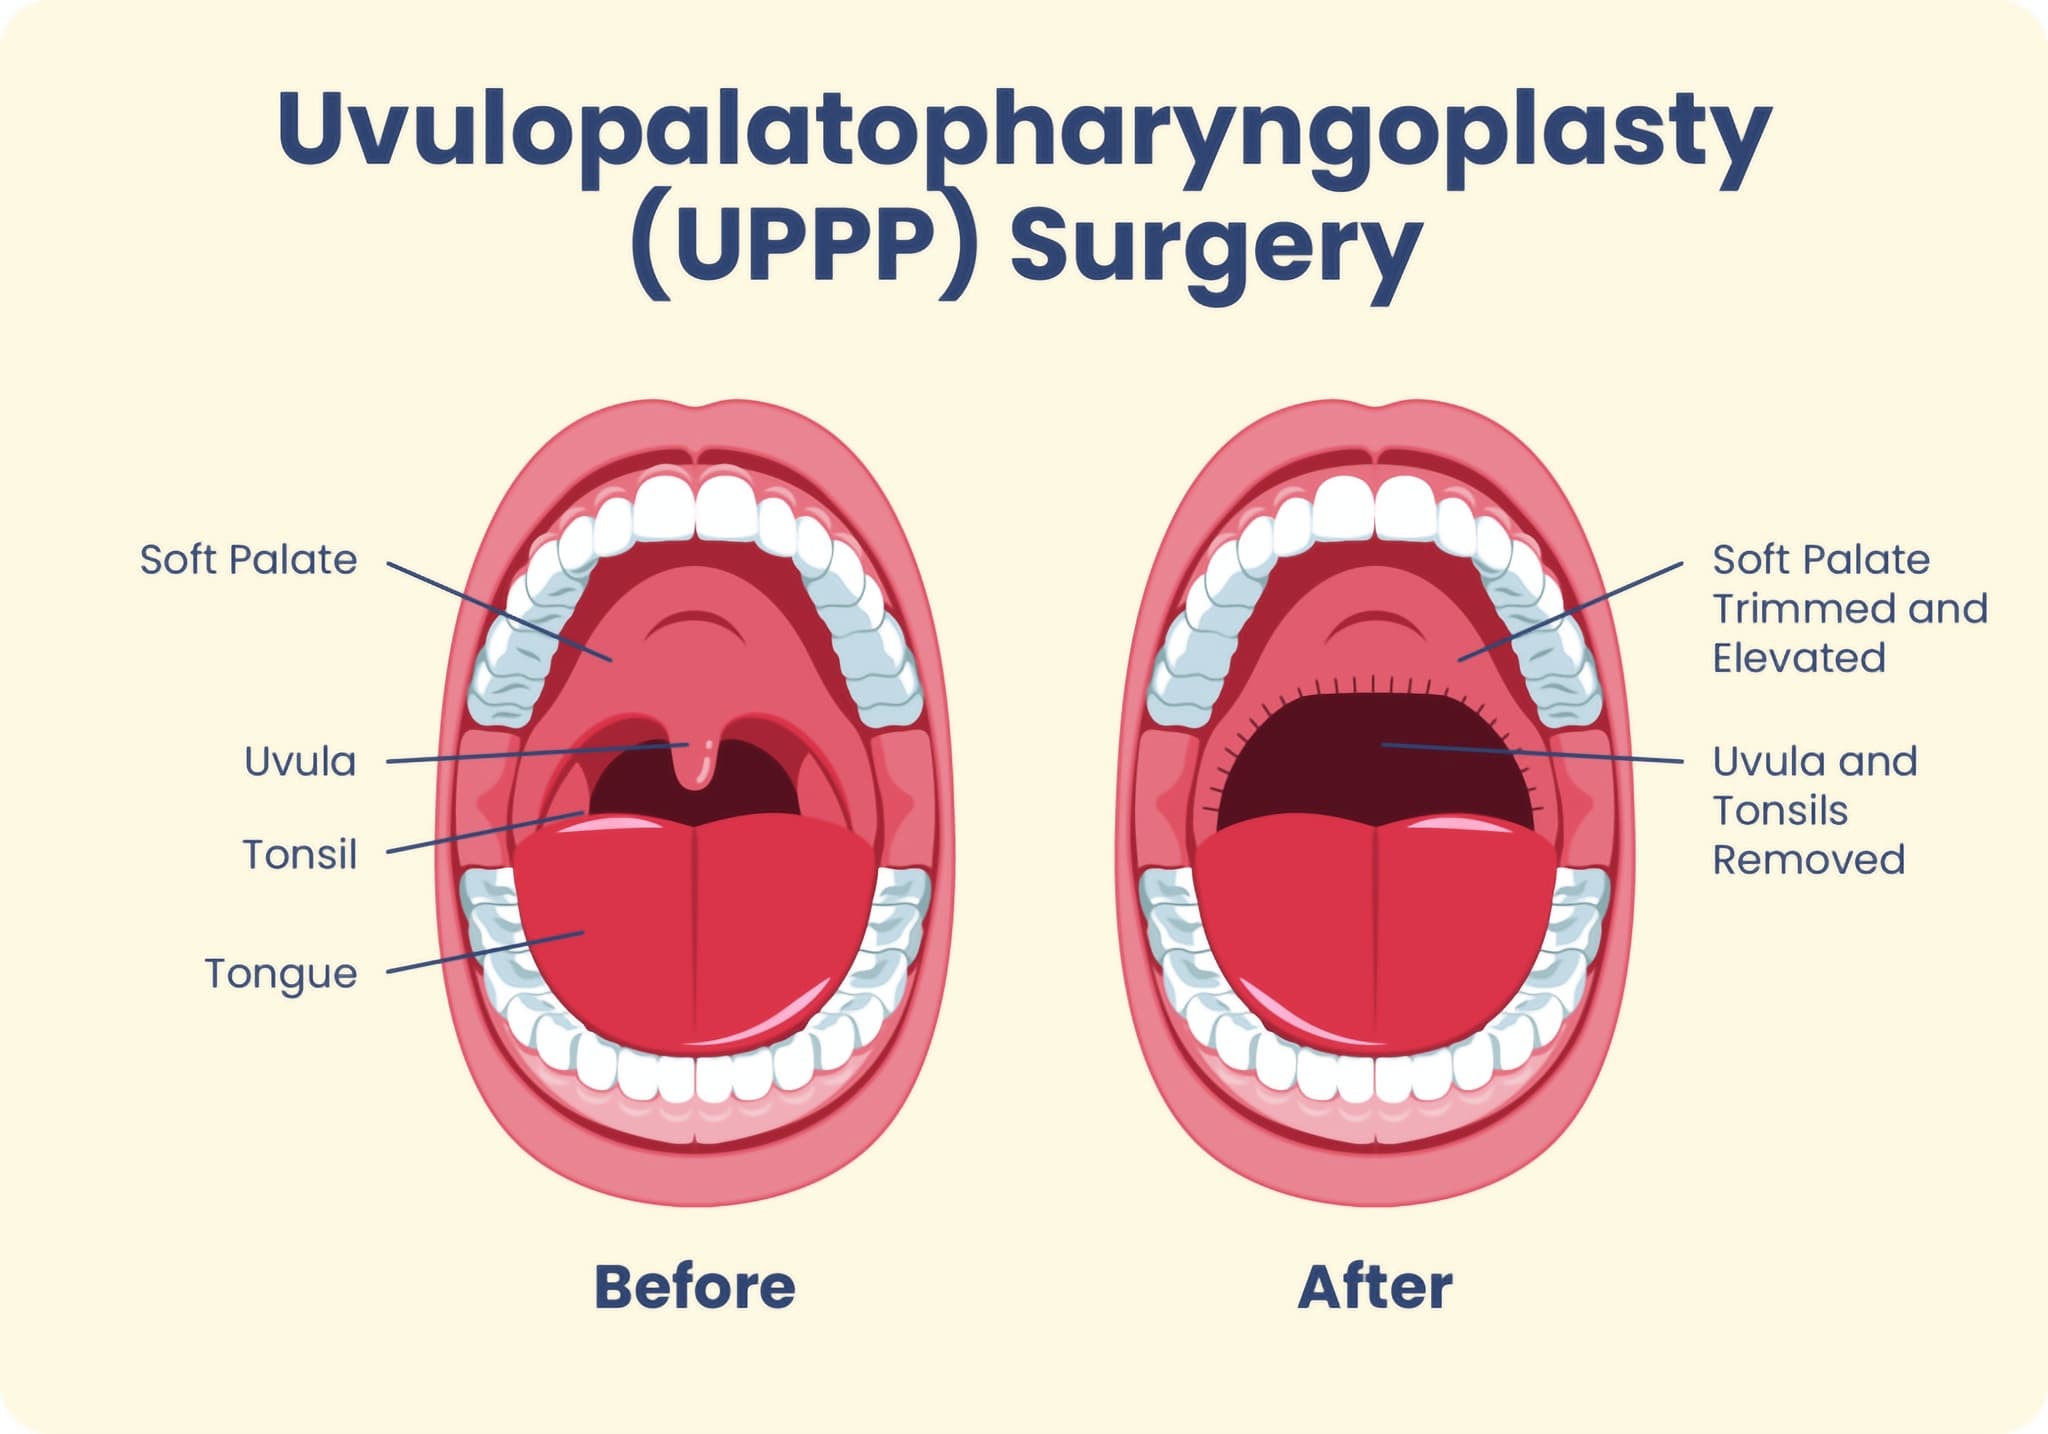 Uvulopalatopharyngoplasty
(UPPP) Surgery
Soft Palate
Uvula
Tonsil
Tongue
Soft Palate
Trimmed and
Elevated
Uvula and
Tonsils
Removed
Before
After